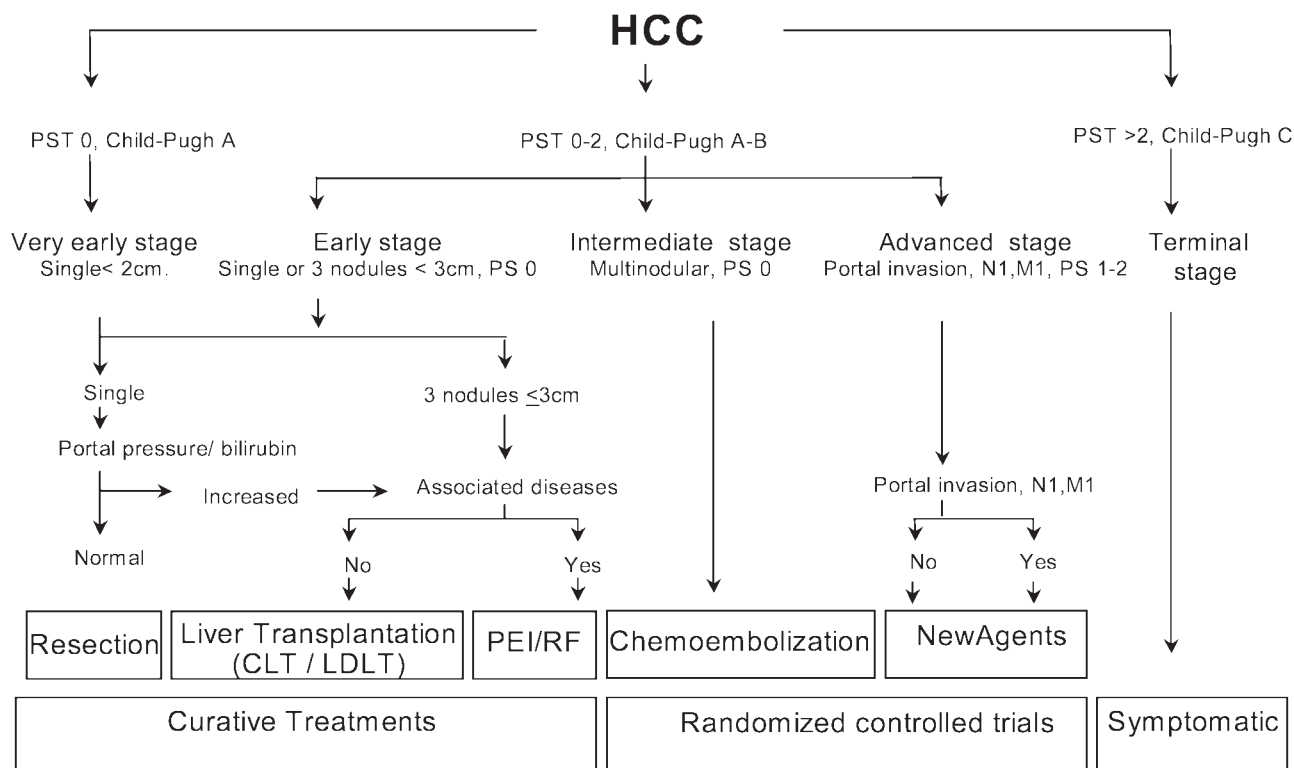 HCC
PST 0, Child-Pugh A
PST 0-2, Child-Pugh A-B
PST >2, Child-Pugh C
Very early stage
Single< 2cm.
Early stage
Single or 3 nodules < 3cm, PS 0
Intermediate stage
Multinodular, PS 0
Advanced stage
Portal invasion, N1,M1, PS 1-2
Terminal
stage
Single
3 nodules ≤3cm
Portal pressure/ bilirubin
Increased
Associated diseases
Portal invasion, N1,M1
Normal
No
Yes
No
Yes
Resection
Liver Transplantation
(CLT / LDLT)
PEI/RF
Chemoembolization
NewAgents
Curative Treatments
Randomized controlled trials
Symptomatic